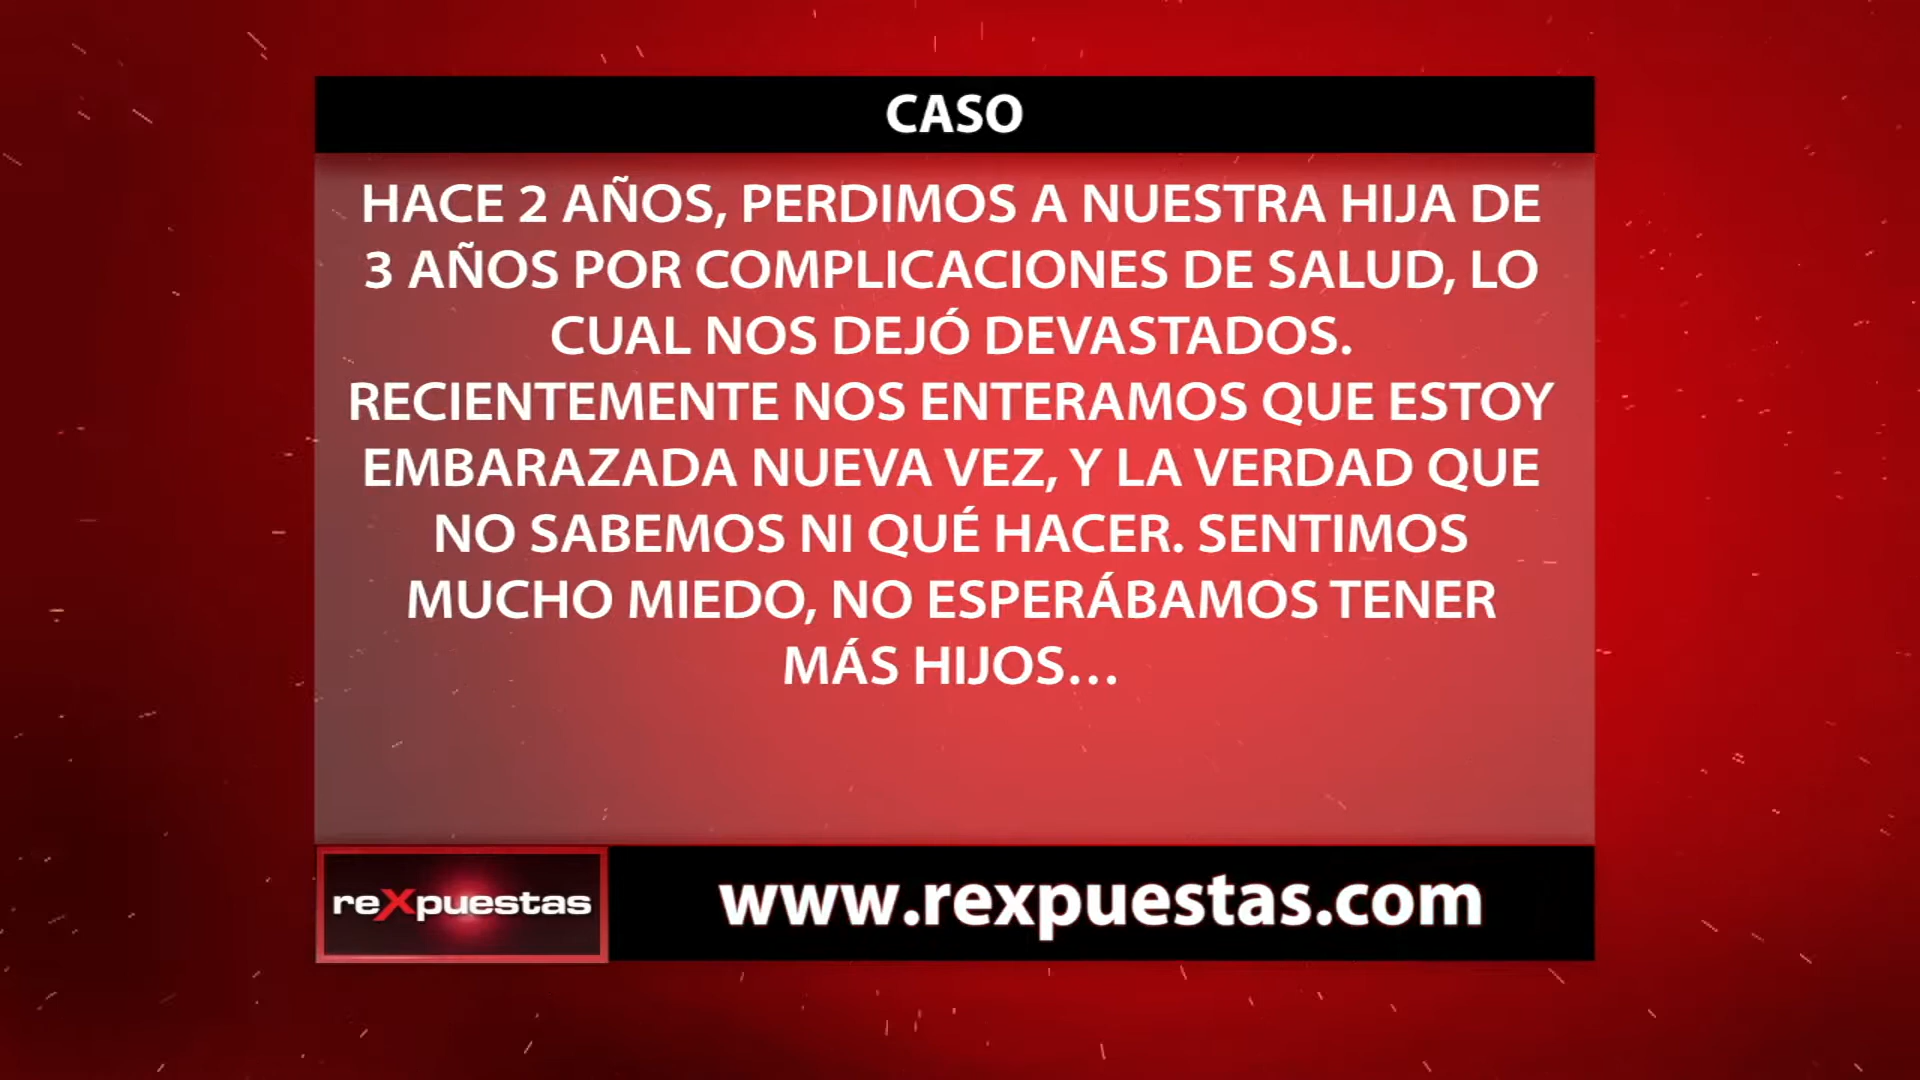 CASO
HACE 2 AÑOS, PERDIMOS A NUESTRA HIJA DE
3 AÑOS POR COMPLICACIONES DE SALUD, LO
CUAL NOS DEJÓ DEVASTADOS.
RECIENTEMENTE NOS ENTERAMOS QUE ESTOY
EMBARAZADA NUEVA VEZ, Y LA VERDAD QUE
NO SABEMOS NI QUÉ HACER. SENTIMOS
MUCHO MIEDO, NO ESPERÁBAMOS TENER
MÁS HIJOS...
reXpuestas
www.rexpuestas.com